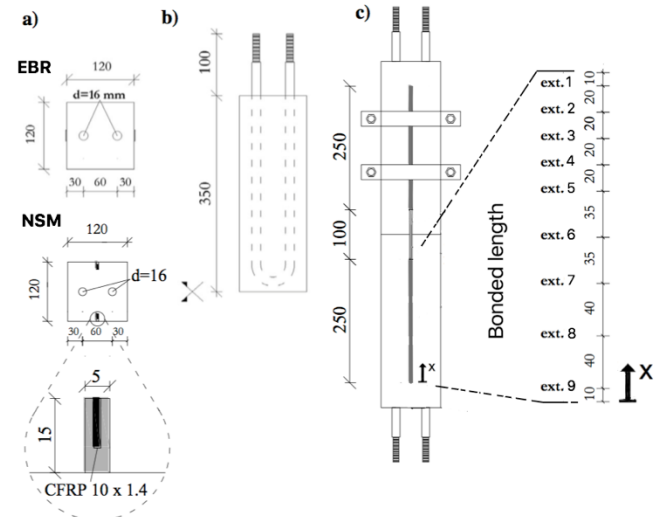 a)
EBR
120
d=16 mm
120
30
60
30
NSM
120
d=16
120
30
60
30
5
15
CFRP 10 x 1.4
b)
100
350
c)
250
100
250
x
Bonded length
ext. 1
ext. 2
ext. 3
ext. 4
ext. 5
ext. 6
ext. 7
ext. 8
ext. 9
10
20
20
20
20
35
35
40
40
10
X